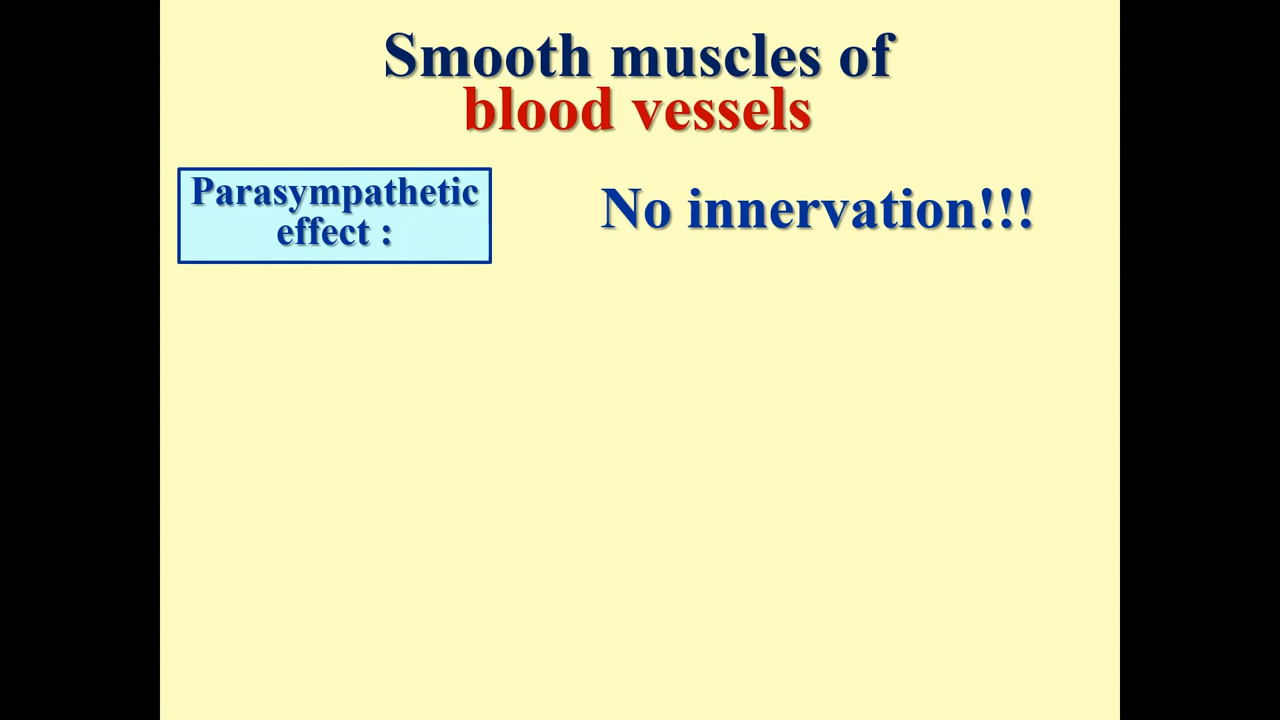 Smooth muscles of
blood vessels
Parasympathetic
effect :
No innervation!!!